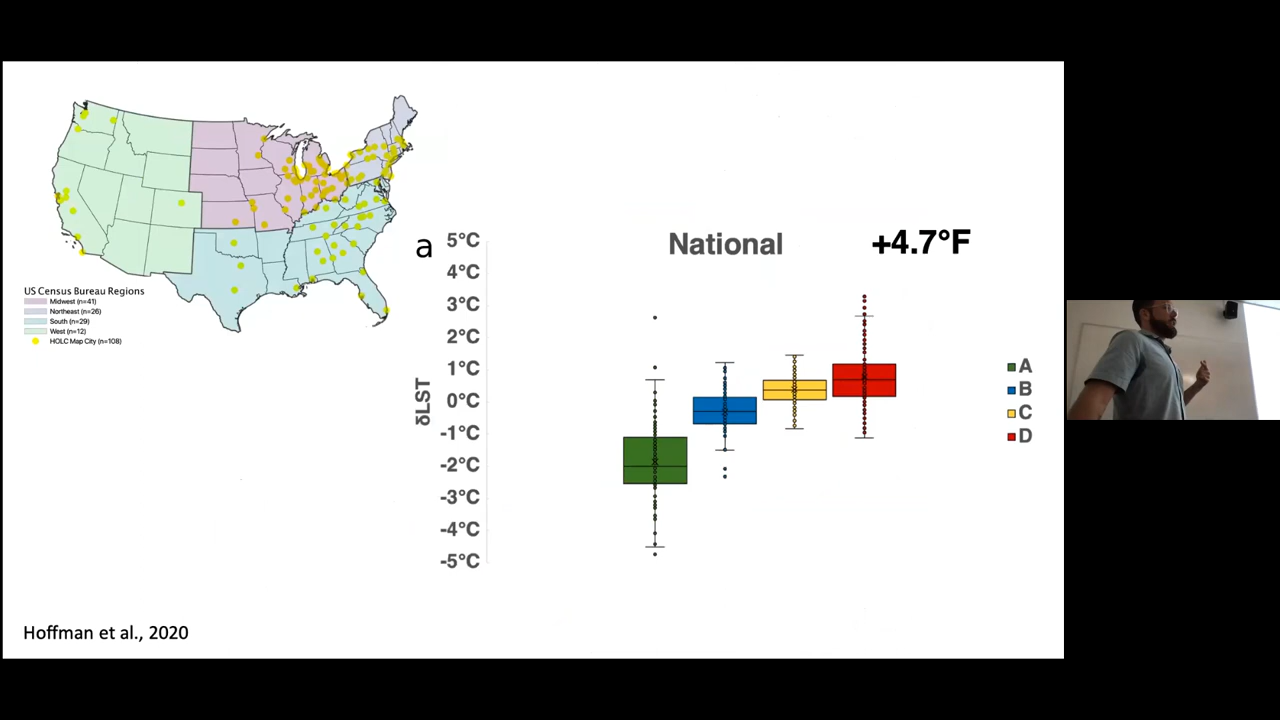 US Census Bureau Regions
Midwest (n=41)
Northeast (n=26)
South (n=29)
West (n=12)
HOLC Map City (n=108)
a
National
+4.7°F
5°C
4°C
3°C
2°C
1°C
0°C
-1°C
-2°C
-3°C
-4°C
-5°C
δLST
A
B
C
D
Hoffman et al., 2020